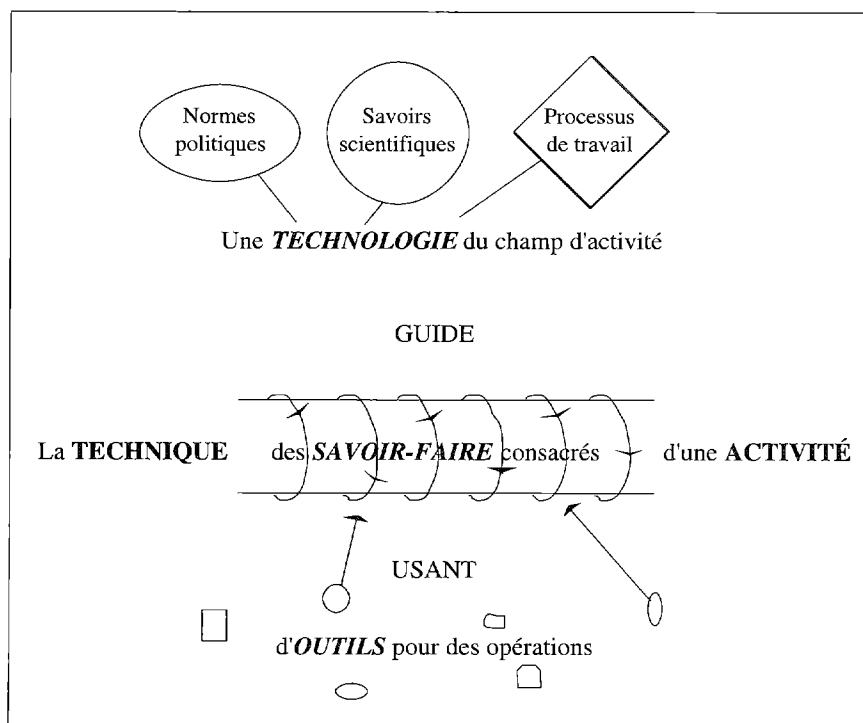 Normes
politiques
Savoirs
scientifiques
Processus
de travail
Une TECHNOLOGIE du champ d'activité
GUIDE
La TECHNIQUE des SAVOIR-FAIRE consacrés d'une ACTIVITÉ
USANT
d'OUTILS pour des opérations